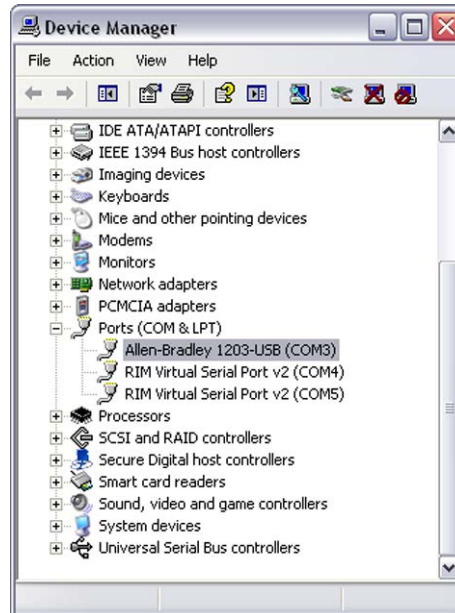 Device Manager
File Action View Help
IDE ATA/ATAPI controllers
IEEE 1394 Bus host controllers
Imaging devices
Keyboards
Mice and other pointing devices
Modems
Monitors
Network adapters
PCMCIA adapters
Ports (COM & LPT)
Allen-Bradley 1203-USB (COM3)
RIM Virtual Serial Port v2 (COM4)
RIM Virtual Serial Port v2 (COM5)
Processors
SCSI and RAID controllers
Secure Digital host controllers
Smart card readers
Sound, video and game controllers
System devices
Universal Serial Bus controllers